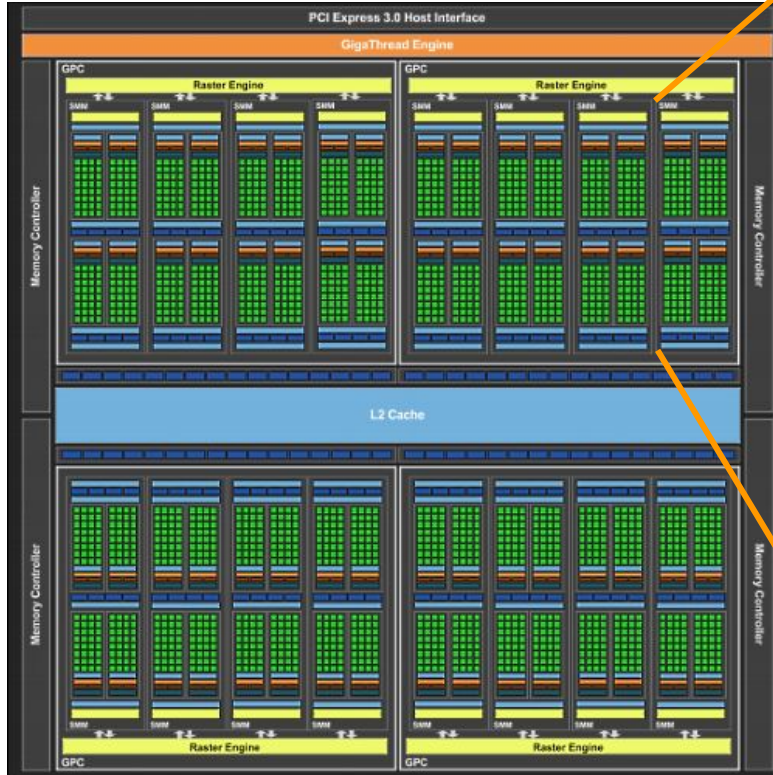 PCI Express 3.0 Host Interface
GigaThread Engine
GPC
GPC
Raster Engine
Raster Engine
SMM
SMM
SMM
SMM
SMM
SMM
SMM
SMM
Memory Controller
Memory Controller
L2 Cache
Memory Controller
Memory Controller
SMM
SMM
SMM
SMM
SMM
SMM
SMM
SMM
Raster Engine
Raster Engine
GPC
GPC